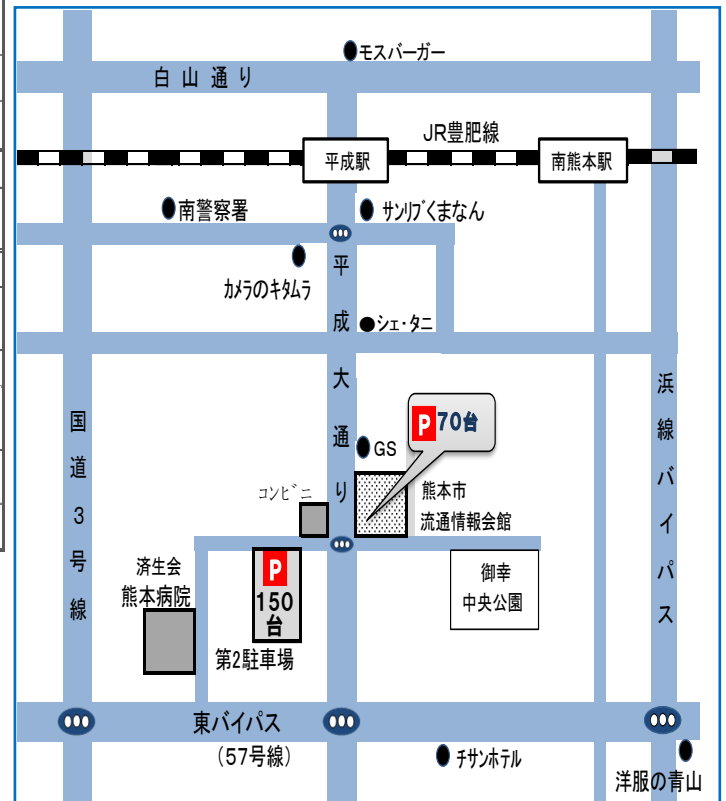 モスバーガー
白山通り
JR豊肥線
平成駅
南熊本駅
南警察署
サンリブくまなん
カメラのキタムラ
平成大通り
シェ・タニ
国道3号線
浜線バイパス
P 70台
GS
コンビニ
熊本市
流通情報会館
済生会
熊本病院
P
150
台
第2駐車場
御幸
中央公園
東バイパス
(57号線)
チサンホテル
洋服の青山